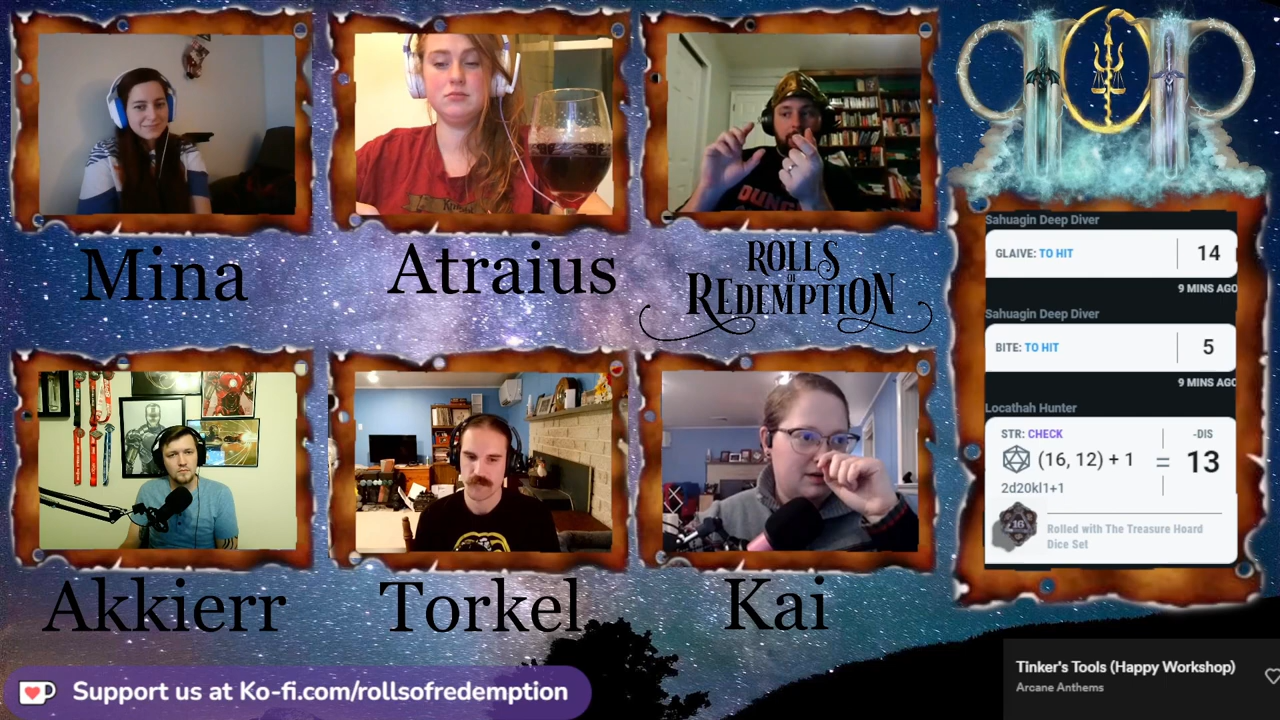 Mina
Atraius
ROLLS
OF
REDEMPTION
DUNG
Akkierr
Torkel
Kai
Sahuagin Deep Diver
GLAIVE: TO HIT
14
9 MINS AGO
Sahuagin Deep Diver
BITE: TO HIT
5
9 MINS AGO
Locathah Hunter
STR: CHECK
-DIS
(16, 12) + 1
=
13
2d20kl1+1
16
Rolled with The Treasure Hoard
Dice Set
Support us at Ko-fi.com/rollsofredemption
Tinker's Tools (Happy Workshop)
Arcane Anthems